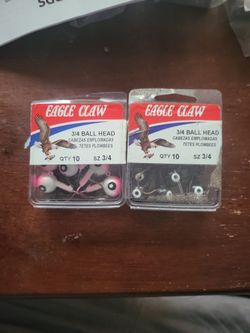 SG
EAGLE CLAW
3/4 BALL HEAD
CABEZAS EMPLOMADAS
TETES PLOMBEES
QTY 10 SZ 3/4
EAGLE CLAW
3/4 BALL HEAD
CABEZAS EMPLOMADAS
TETES PLOMBEES
QTY 10 SZ 3/4